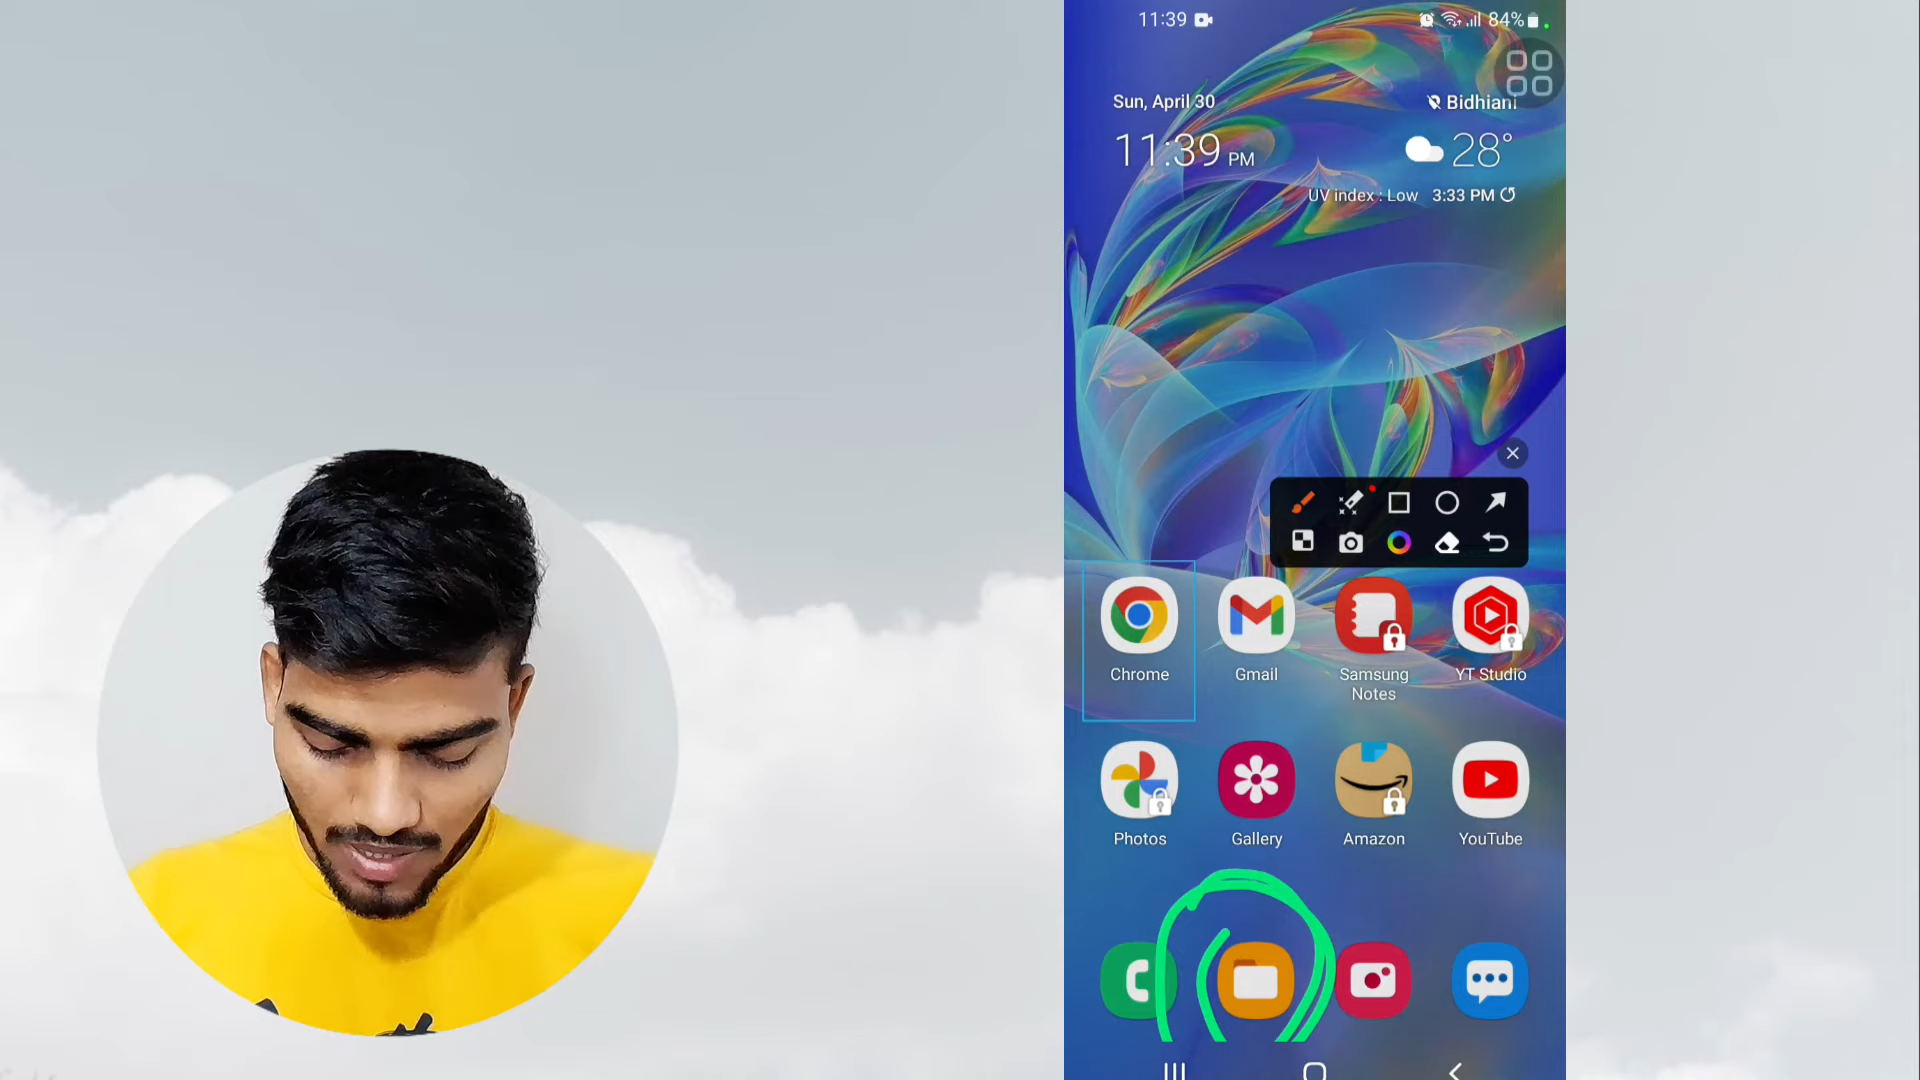 11:39
84%
Sun, April 30
Bidhiani
11:39 PM
28°
UV index : Low 3:33 PM
Chrome
Gmail
Samsung
Notes
YT Studio
Photos
Gallery
Amazon
YouTube